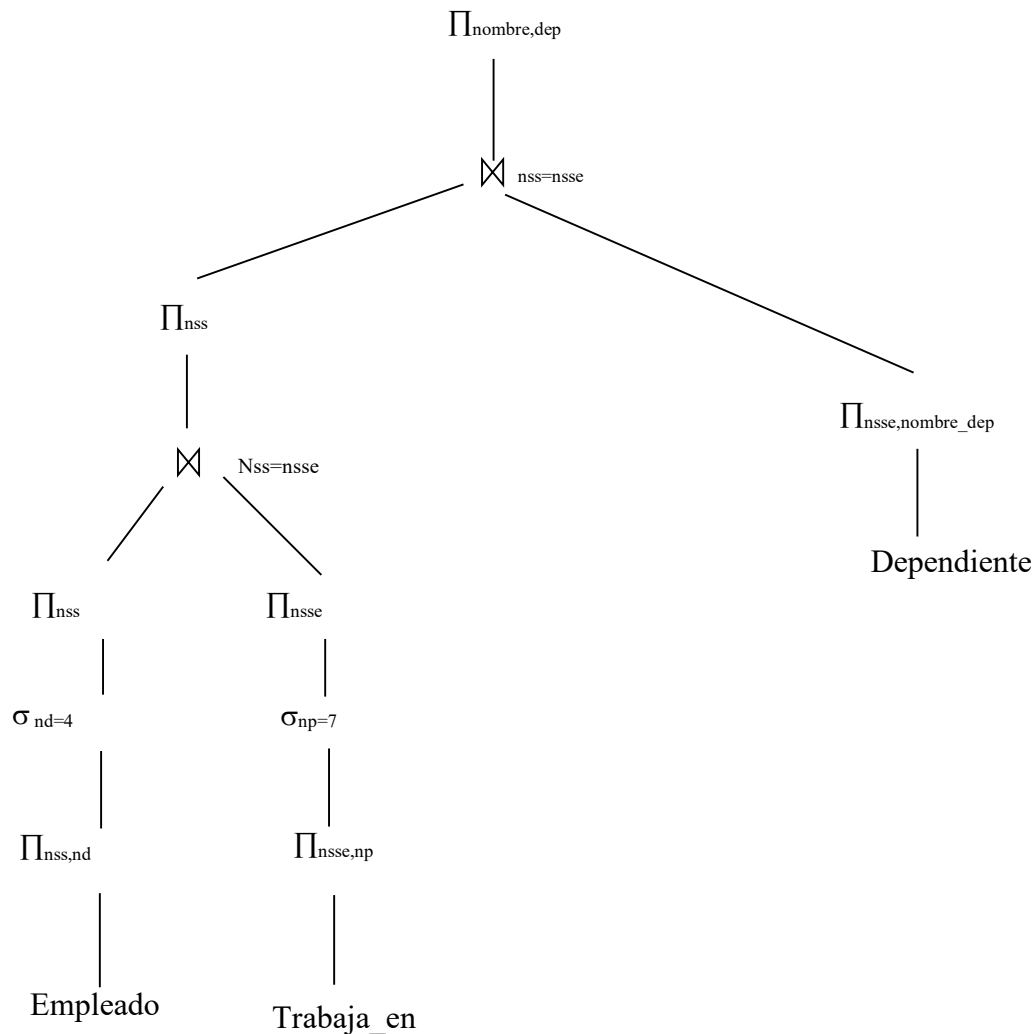 ∏nombre,dep
⋈ nss=nsse
∏nss
∏nsse,nombre_dep
⋈ Nss=nsse
Dependiente
∏nss ∏nsse
σ nd=4 σnp=7
∏nss,nd ∏nsse,np
Empleado Trabaja_en